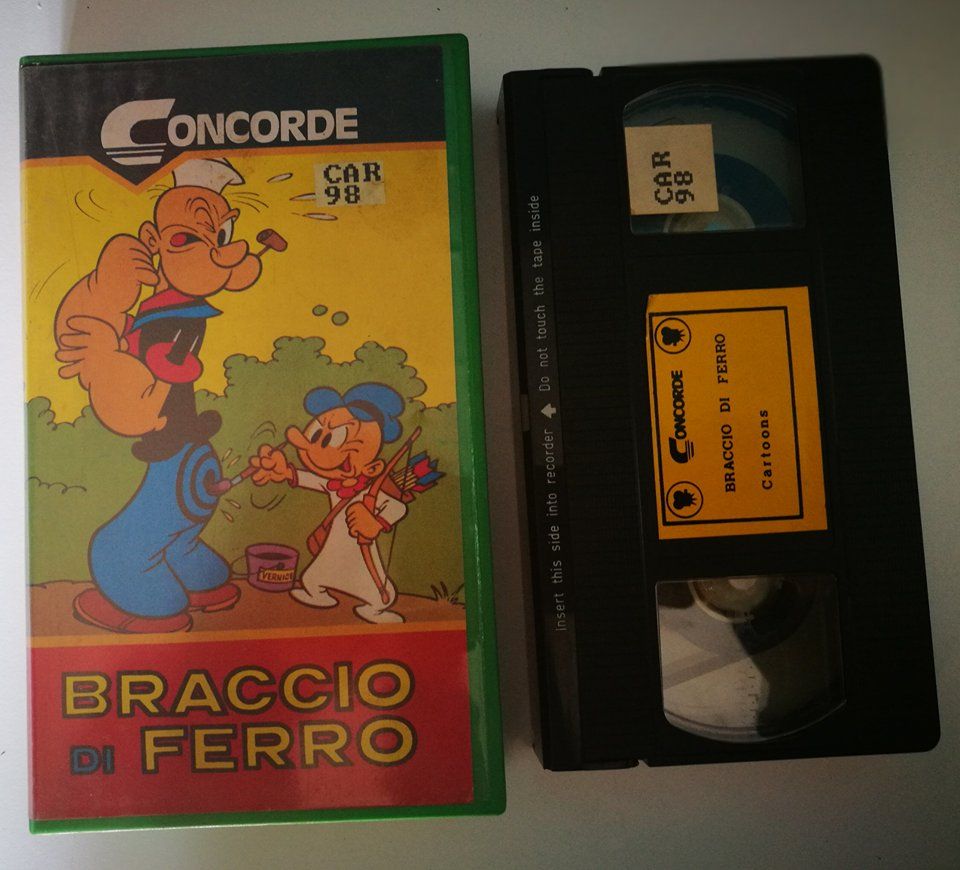 CONCORDE
CAR
98
VERNICE
BRACCIO
DI FERRO
CAR
98
Insert this side into recorder Do not touch the tape inside
CONCORDE
BRACCIO DI FERRO
Cartoons